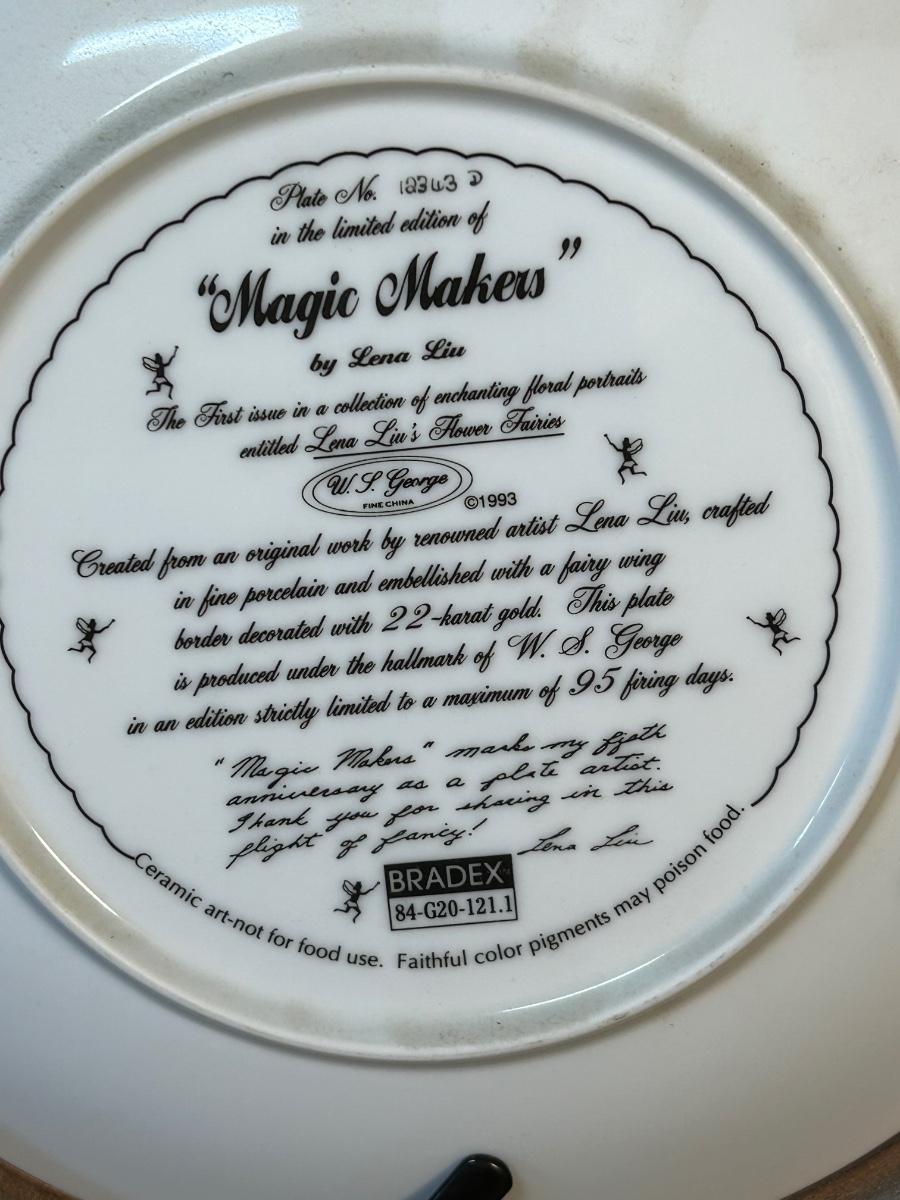 Plate No. 12343 D
in the limited edition of
"Magic Makers"
by Lena Liu
The First issue in a collection of enchanting floral portraits
entitled Lena Liu's Flower Fairies
W. S. George
FINE CHINA
©1993
Created from an original work by renowned artist Lena Liu, crafted
in fine porcelain and embellished with a fairy wing
border decorated with 22-karat gold. This plate
is produced under the hallmark of W. S. George
in an edition strictly limited to a maximum of 95 firing days.
"Magic Makers" marks my fifth
anniversary as a plate artist.
Thank you for sharing in this
flight of fancy!
Lena Liu
BRADEX™
84-G20-121.1
Ceramic art-not for food use. Faithful color pigments may poison food.